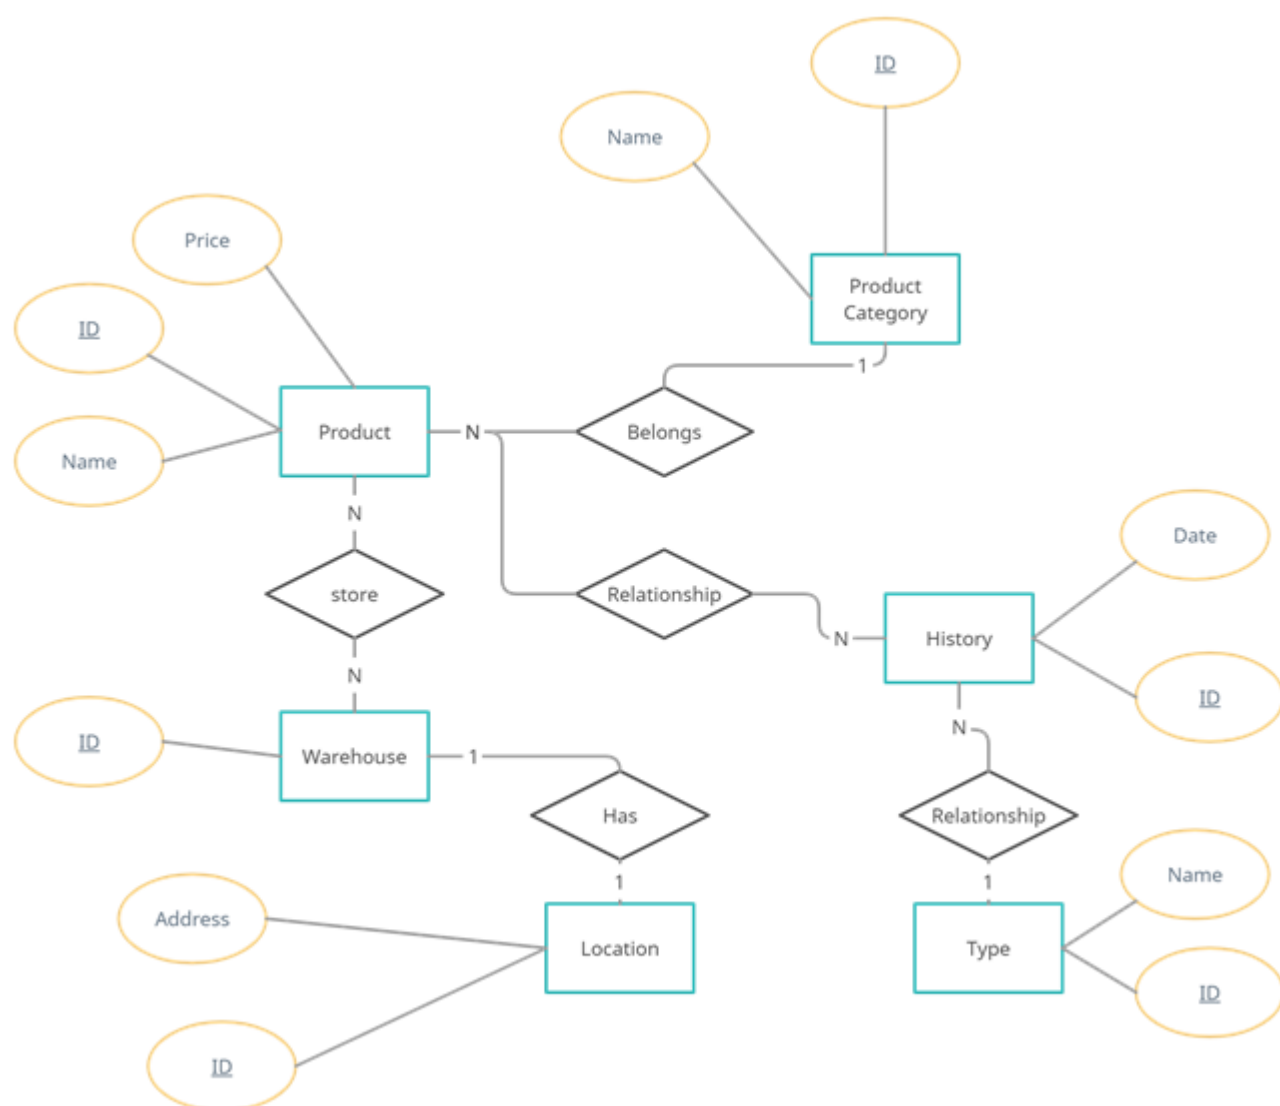 ID
Name
Price
Product
Category
ID
1
Product
N
Belongs
Name
N
Date
store
Relationship
N
History
N
ID
ID
Warehouse
1
N
Has
Relationship
1
1
Name
Address
Location
Type
ID
ID